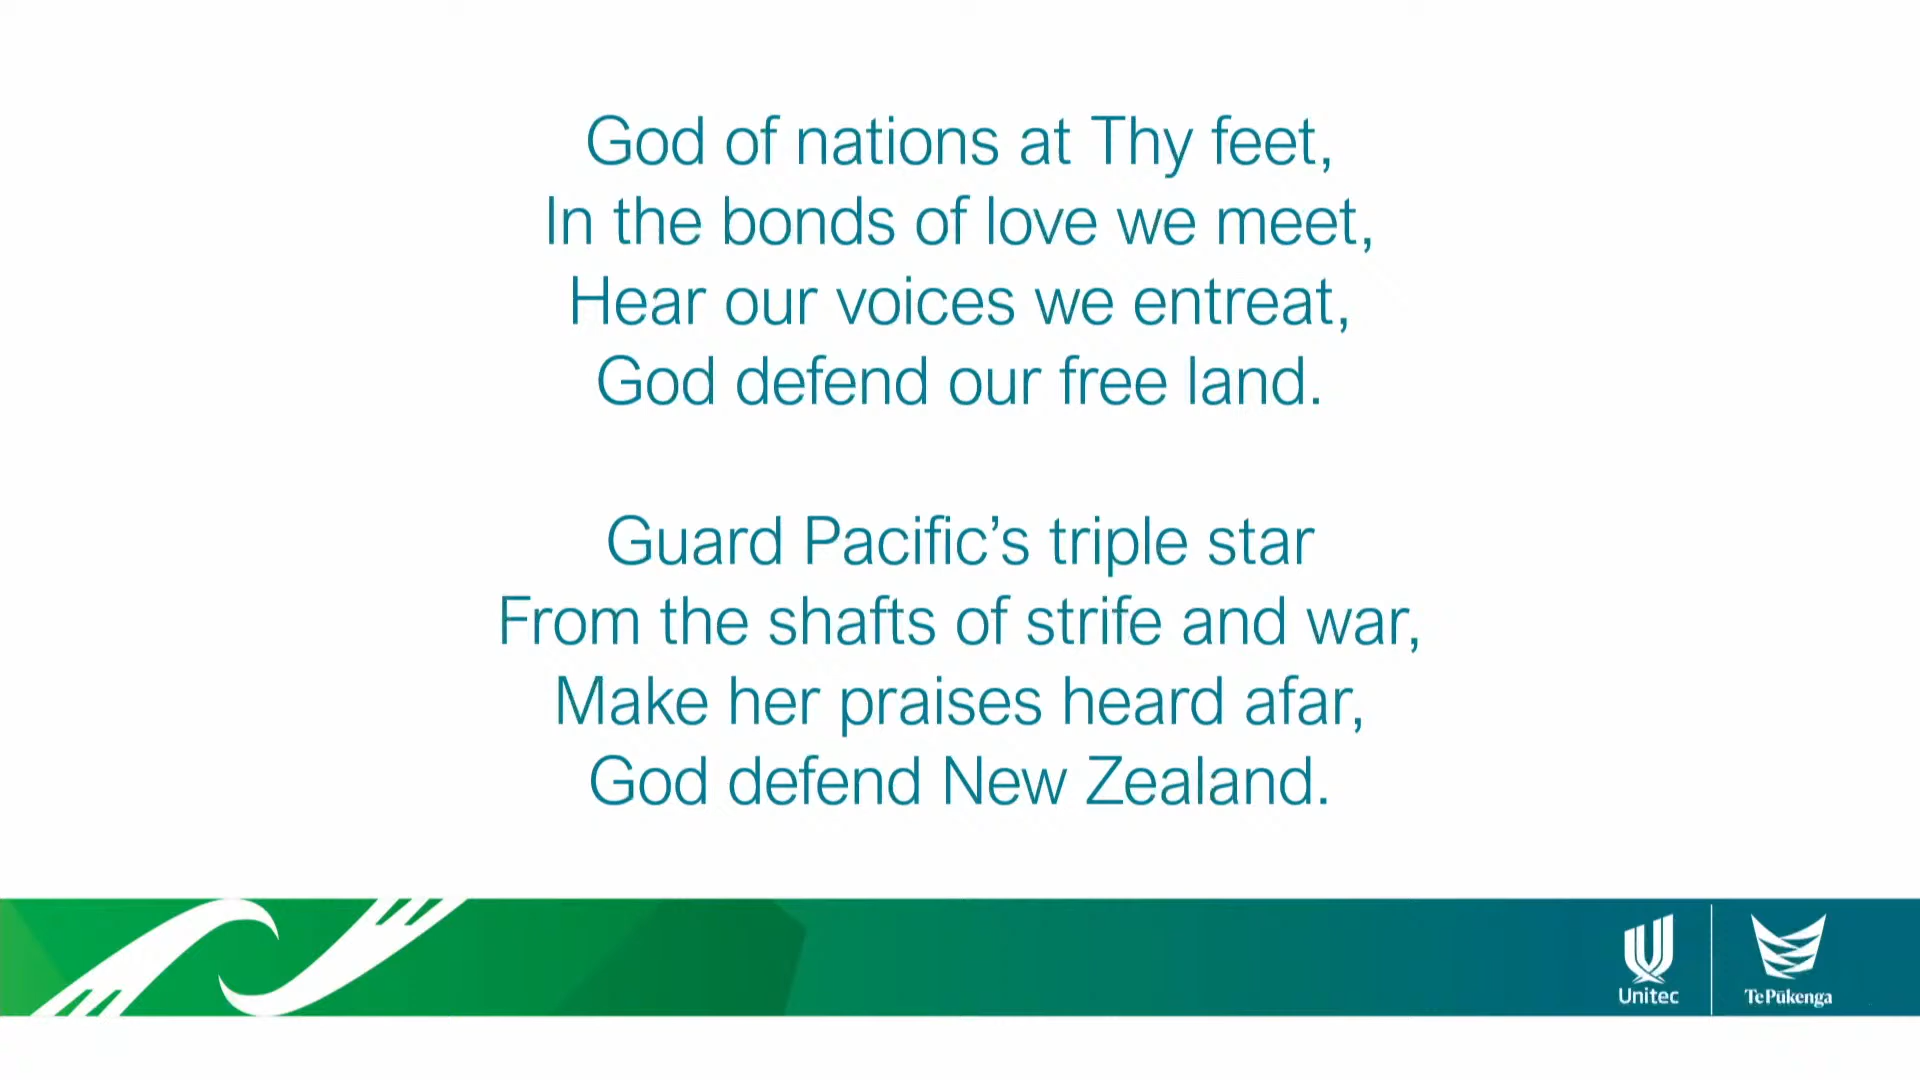 God of nations at Thy feet,
In the bonds of love we meet,
Hear our voices we entreat,
God defend our free land.
Guard Pacific’s triple star
From the shafts of strife and war,
Make her praises heard afar,
God defend New Zealand.
Unitec
Te Pūkenga